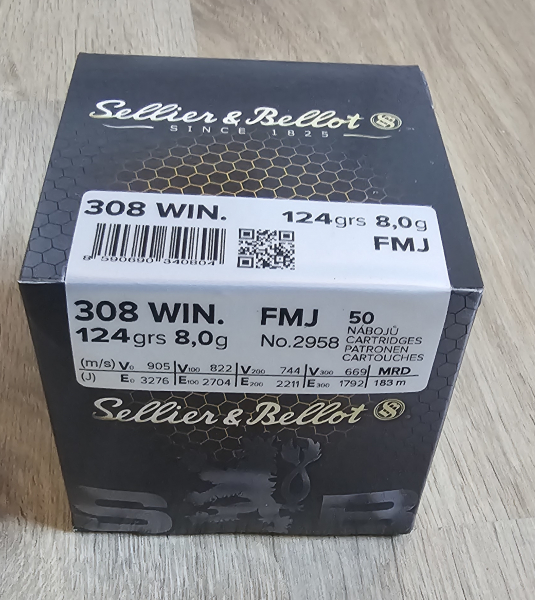 Sellier & Bellot
SINCE 1825
308 WIN.
124grs 8,0g
FMJ
8 590690 340804
308 WIN.
124grs 8,0g
FMJ
No.2958
50
NÁBOJŮ
CARTRIDGES
PATRONEN
CARTOUCHES
(m/s) V₀ 905 V₁₀₀ 822 V₂₀₀ 744 V₃₀₀ 669 MRD
(J) E₀ 3276 E₁₀₀ 2704 E₂₀₀ 2211 E₃₀₀ 1792 183 m
Sellier & Bellot
S&B